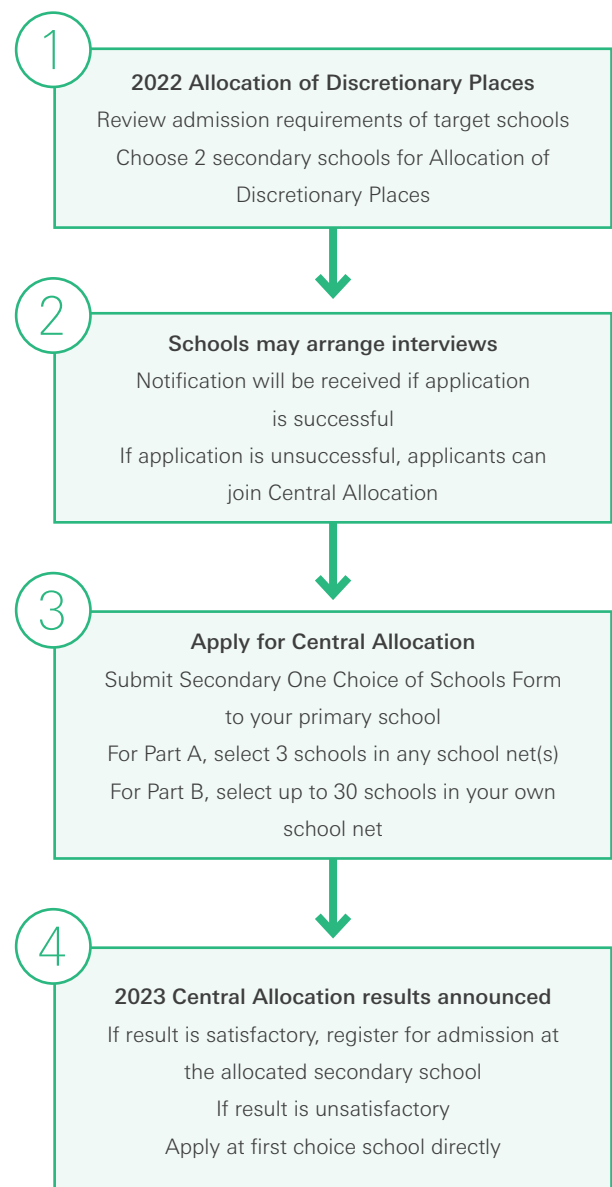 1
2022 Allocation of Discretionary Places
Review admission requirements of target schools
Choose 2 secondary schools for Allocation of
Discretionary Places
2
Schools may arrange interviews
Notification will be received if application
is successful
If application is unsuccessful, applicants can
join Central Allocation
3
Apply for Central Allocation
Submit Secondary One Choice of Schools Form
to your primary school
For Part A, select 3 schools in any school net(s)
For Part B, select up to 30 schools in your own
school net
4
2023 Central Allocation results announced
If result is satisfactory, register for admission at
the allocated secondary school
If result is unsatisfactory
Apply at first choice school directly